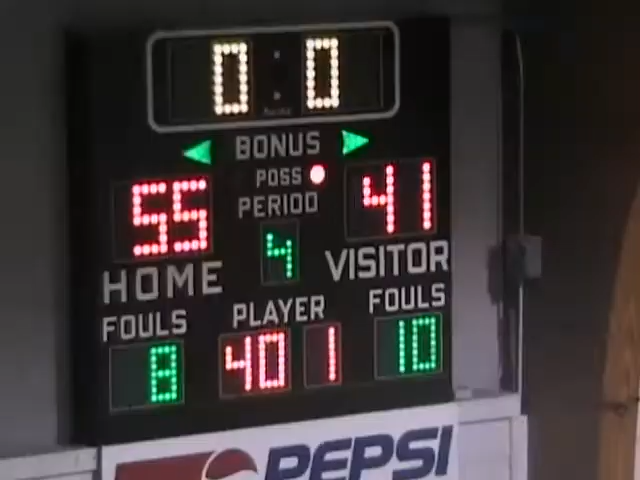 0:0
BONUS
POSS
PERIOD
55 41
4
HOME VISITOR
FOULS PLAYER FOULS
8 40 1 10
PEPSI